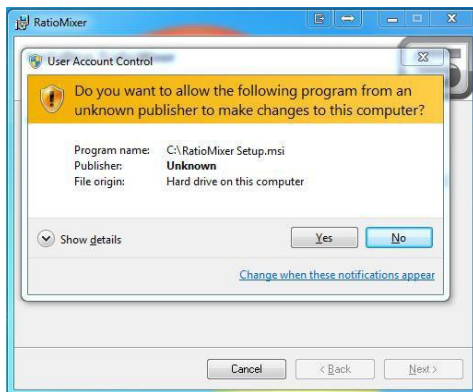 RatioMixer
User Account Control
Do you want to allow the following program from an
unknown publisher to make changes to this computer?
Program name: C:\RatioMixer Setup.msi
Publisher: Unknown
File origin: Hard drive on this computer
Show details
Yes
No
Change when these notifications appear
Cancel
< Back
Next >